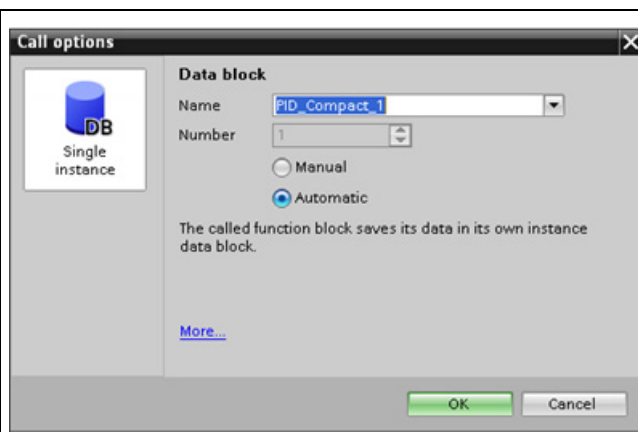 Call options
Data block
Name PID_Compact_1
Number 1
DB
Single
instance
Manual
Automatic
The called function block saves its data in its own instance
data block.
More...
OK Cancel